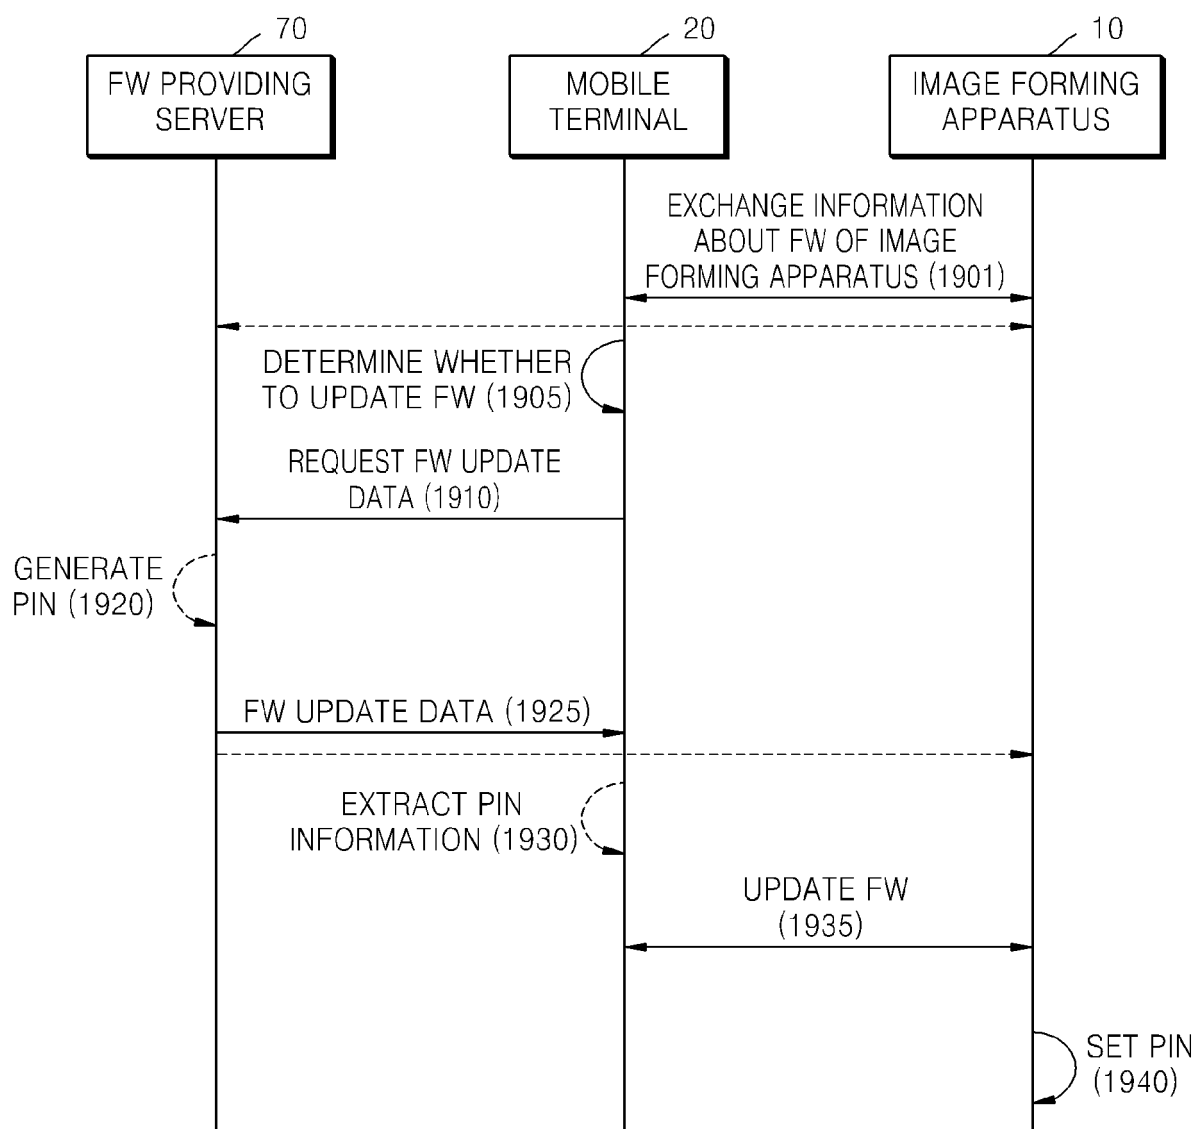 70
20
10
FW PROVIDING
SERVER
MOBILE
TERMINAL
IMAGE FORMING
APPARATUS
EXCHANGE INFORMATION
ABOUT FW OF IMAGE
FORMING APPARATUS (1901)
DETERMINE WHETHER
TO UPDATE FW (1905)
REQUEST FW UPDATE
DATA (1910)
GENERATE
PIN (1920)
FW UPDATE DATA (1925)
EXTRACT PIN
INFORMATION (1930)
UPDATE FW
(1935)
SET PIN
(1940)